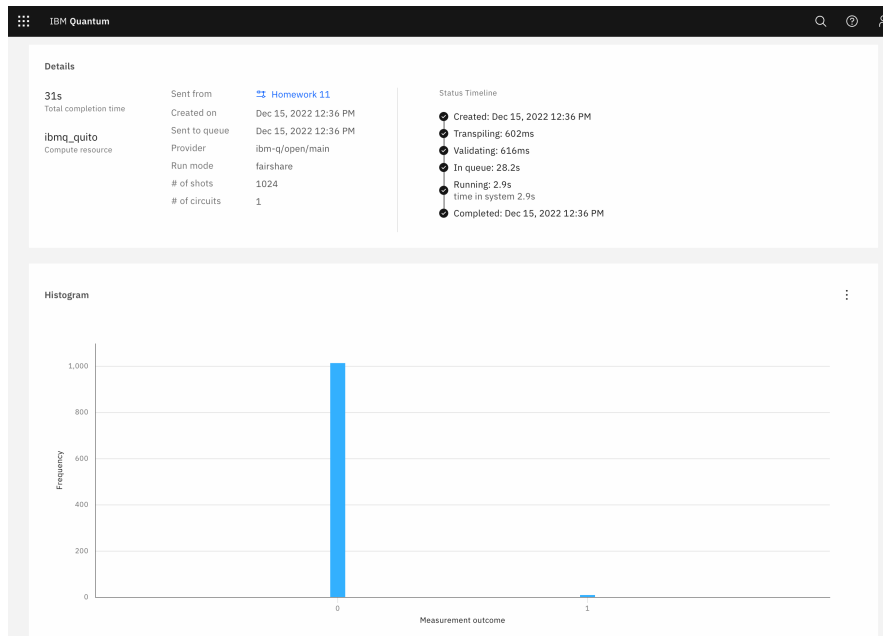 IBM Quantum
Details
31s
Total completion time
ibmq_quito
Compute resource
Sent from Homework 11
Created on Dec 15, 2022 12:36 PM
Sent to queue Dec 15, 2022 12:36 PM
Provider ibm-q/open/main
Run mode fairshare
# of shots 1024
# of circuits 1
Status Timeline
Created: Dec 15, 2022 12:36 PM
Transpiling: 602ms
Validating: 616ms
In queue: 28.2s
Running: 2.9s
time in system 2.9s
Completed: Dec 15, 2022 12:36 PM
Histogram
1,000
800
600
400
200
0
Frequency
0 1
Measurement outcome